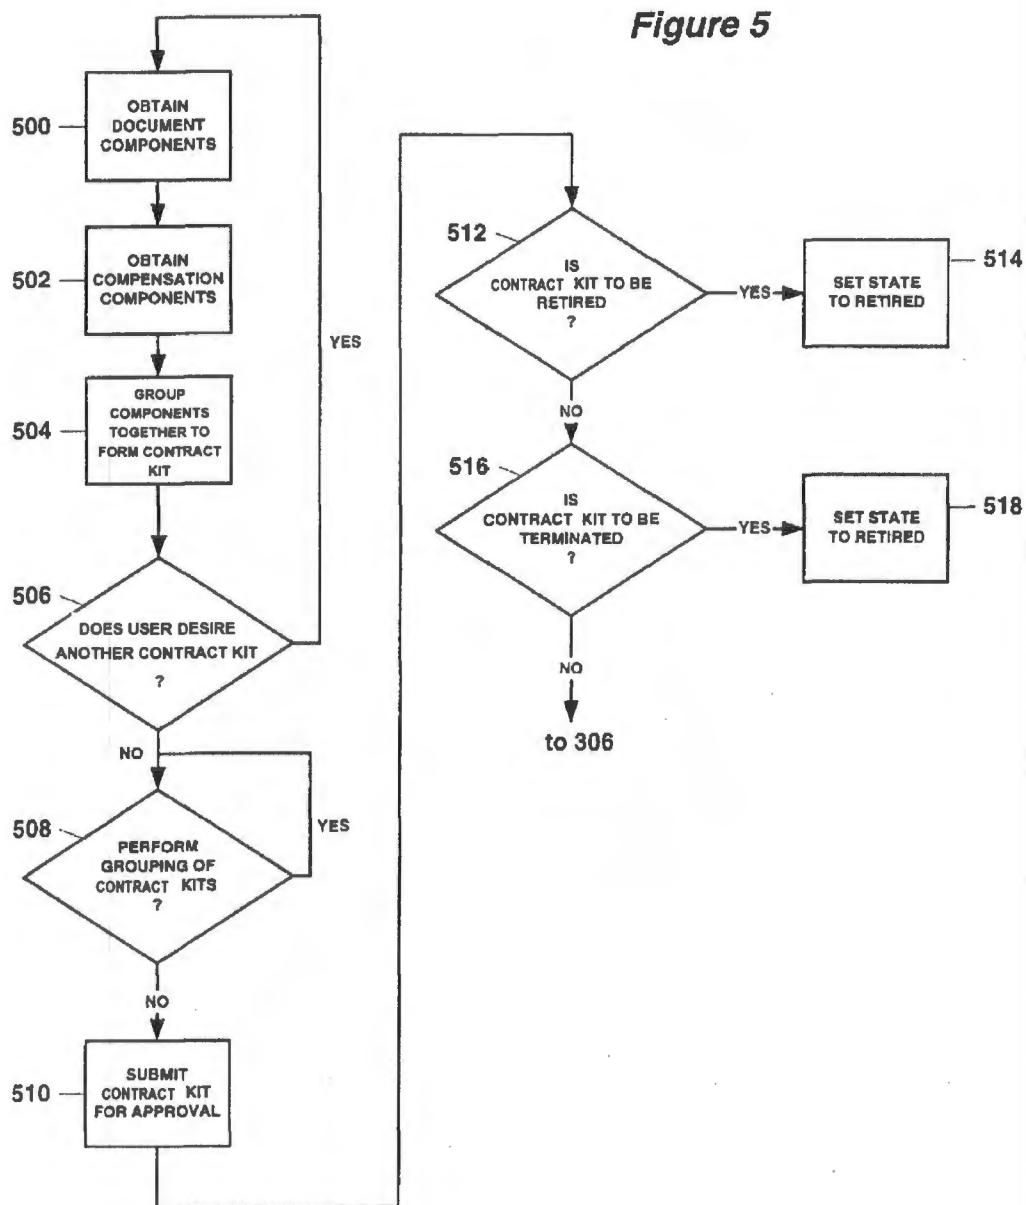 Figure 5
500
OBTAIN
DOCUMENT
COMPONENTS
502
OBTAIN
COMPENSATION
COMPONENTS
504
GROUP
COMPONENTS
TOGETHER TO
FORM CONTRACT
KIT
YES
506
DOES USER DESIRE
ANOTHER CONTRACT KIT
?
NO
508
PERFORM
GROUPING OF
CONTRACT KITS
?
YES
NO
510
SUBMIT
CONTRACT KIT
FOR APPROVAL
512
IS
CONTRACT KIT TO BE
RETIRED
?
YES
514
SET STATE
TO RETIRED
NO
516
IS
CONTRACT KIT TO BE
TERMINATED
?
YES
518
SET STATE
TO RETIRED
NO
to 306